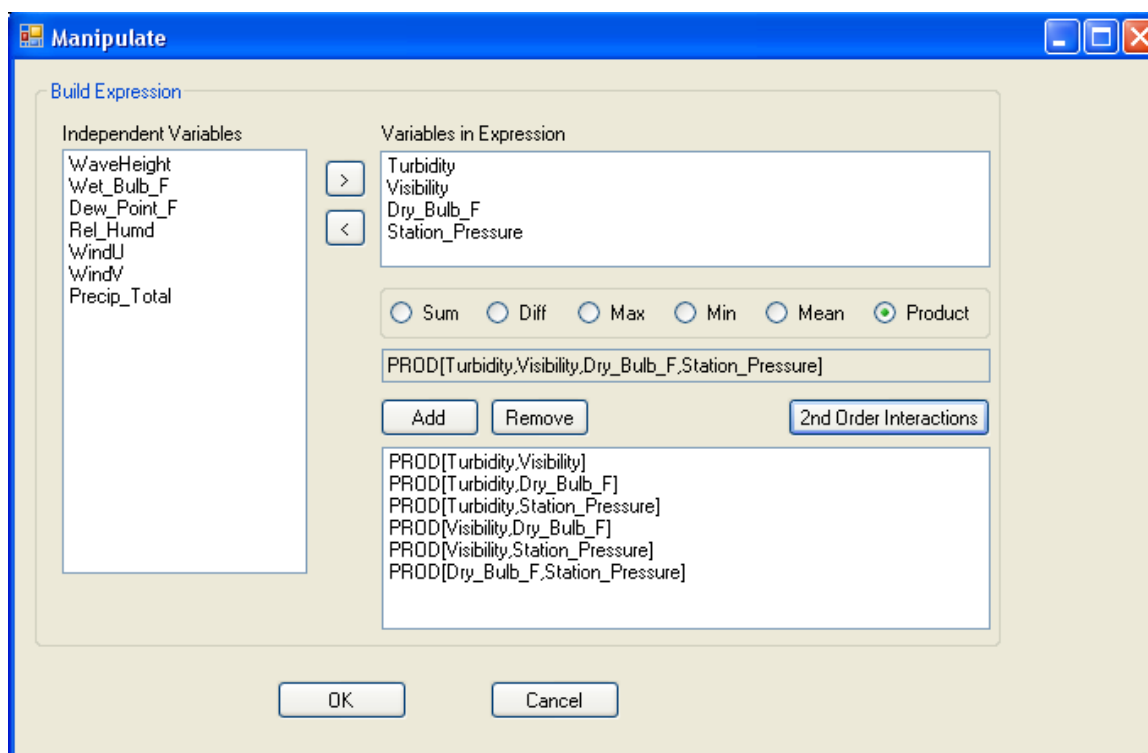 Manipulate
Build Expression
Independent Variables
WaveHeight
Wet_Bulb_F
Dew_Point_F
Rel_Humd
WindU
WindV
Precip_Total
>
<
Variables in Expression
Turbidity
Visibility
Dry_Bulb_F
Station_Pressure
Sum Diff Max Min Mean Product
PROD[Turbidity,Visibility,Dry_Bulb_F,Station_Pressure]
Add Remove 2nd Order Interactions
PROD[Turbidity,Visibility]
PROD[Turbidity,Dry_Bulb_F]
PROD[Turbidity,Station_Pressure]
PROD[Visibility,Dry_Bulb_F]
PROD[Visibility,Station_Pressure]
PROD[Dry_Bulb_F,Station_Pressure]
OK Cancel